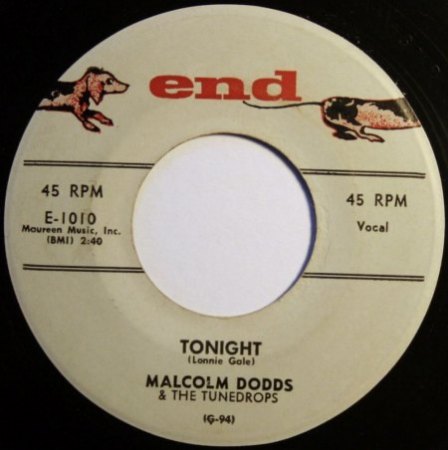 end
45 RPM
E-1010
Maureen Music, Inc.
(BMI) 2:40
45 RPM
Vocal
TONIGHT
(Lonnie Gale)
MALCOLM DODDS
& THE TUNEDROPS
(G-94)